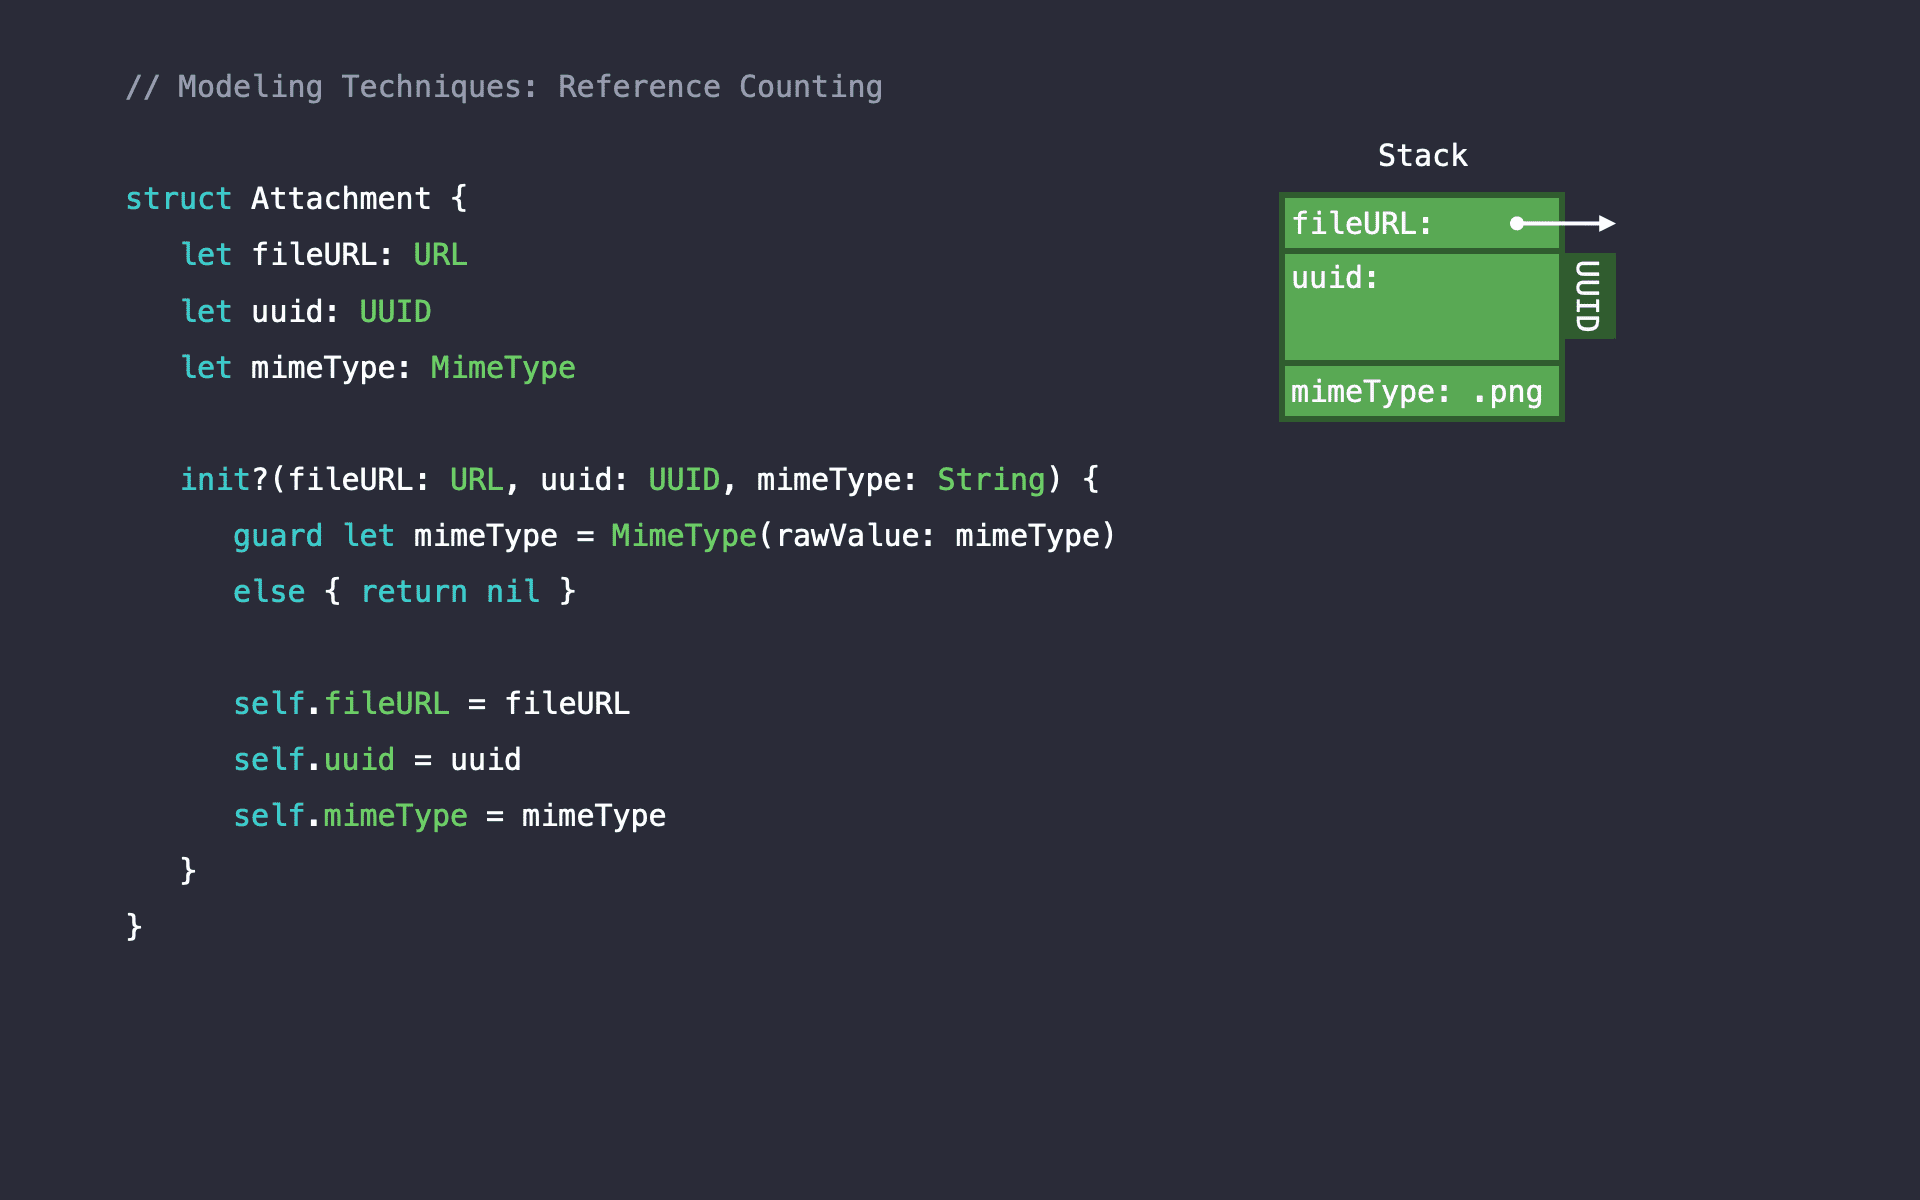 // Modeling Techniques: Reference Counting
struct Attachment {
let fileURL: URL
let uuid: UUID
let mimeType: MimeType
init?(fileURL: URL, uuid: UUID, mimeType: String) {
guard let mimeType = MimeType(rawValue: mimeType)
else { return nil }
self.fileURL = fileURL
self.uuid = uuid
self.mimeType = mimeType
}
}
Stack
fileURL:
uuid:
UUID
mimeType: .png